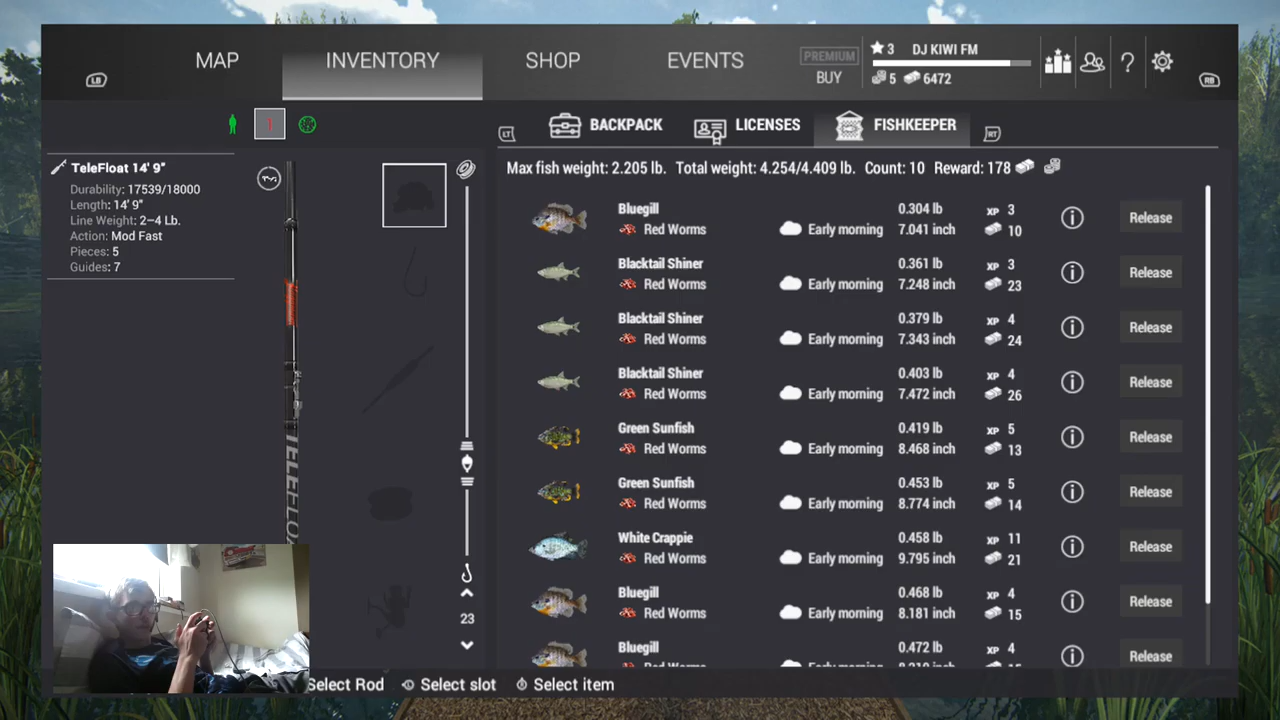 MAP
INVENTORY
SHOP
EVENTS
PREMIUM
BUY
3 DJ KIWI FM
5 6472
LB
RB
LT
BACKPACK
LICENSES
FISHKEEPER
RT
TeleFloat 14' 9"
Durability: 17539/18000
Length: 14' 9"
Line Weight: 2–4 Lb.
Action: Mod Fast
Pieces: 5
Guides: 7
23
Max fish weight: 2.205 lb. Total weight: 4.254/4.409 lb. Count: 10 Reward: 178
Bluegill 0.304 lb XP 3
Red Worms Early morning 7.041 inch 10 Release
Blacktail Shiner 0.361 lb XP 3
Red Worms Early morning 7.248 inch 23 Release
Blacktail Shiner 0.379 lb XP 4
Red Worms Early morning 7.343 inch 24 Release
Blacktail Shiner 0.403 lb XP 4
Red Worms Early morning 7.472 inch 26 Release
Green Sunfish 0.419 lb XP 5
Red Worms Early morning 8.468 inch 13 Release
Green Sunfish 0.453 lb XP 5
Red Worms Early morning 8.774 inch 14 Release
White Crappie 0.458 lb XP 11
Red Worms Early morning 9.795 inch 21 Release
Bluegill 0.468 lb XP 4
Red Worms Early morning 8.181 inch 15 Release
Bluegill 0.472 lb XP 4
Red Worms Early morning Release
Select Rod Select slot Select item